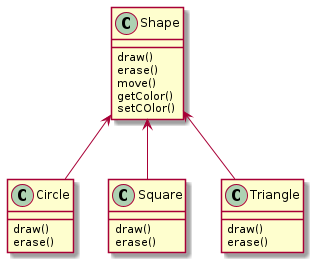 C Shape
draw()
erase()
move()
getColor()
setCOlor()
C Circle
draw()
erase()
C Square
draw()
erase()
C Triangle
draw()
erase()